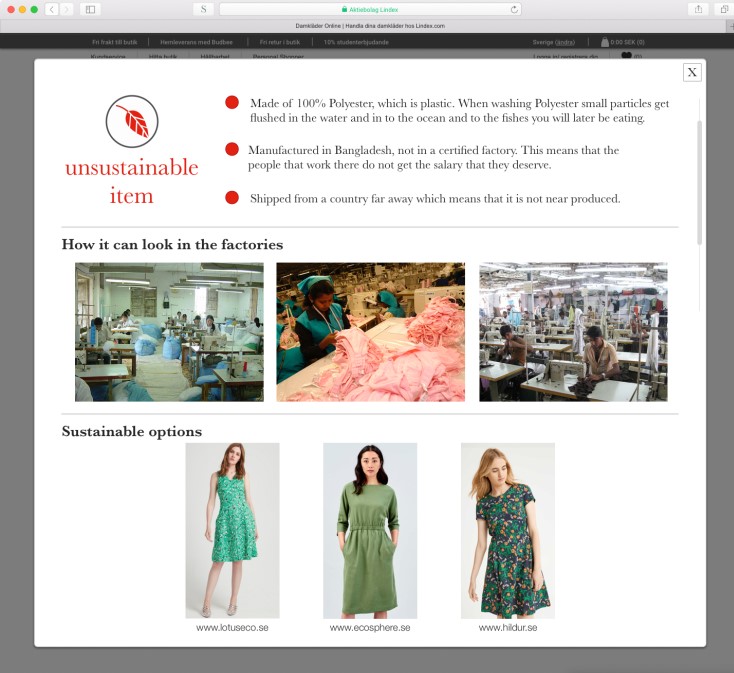 S
Aktiebolag Lindex
Damkläder Online | Handla dina damkläder hos Lindex.com
Fri frakt till butik
Hemleverans med Budbee
Fri retur i butik
10% studenterbjudande
Sverige (ändra)
0:00 SEK (0)
Kundservice
Hitta butik
Hållbarhet
Personal Shopper
(0)
X
unsustainable
item
Made of 100% Polyester, which is plastic. When washing Polyester small particles get
flushed in the water and in to the ocean and to the fishes you will later be eating.
Manufactured in Bangladesh, not in a certified factory. This means that the
people that work there do not get the salary that they deserve.
Shipped from a country far away which means that it is not near produced.
How it can look in the factories
Sustainable options
www.lotuseco.se
www.ecosphere.se
www.hildur.se